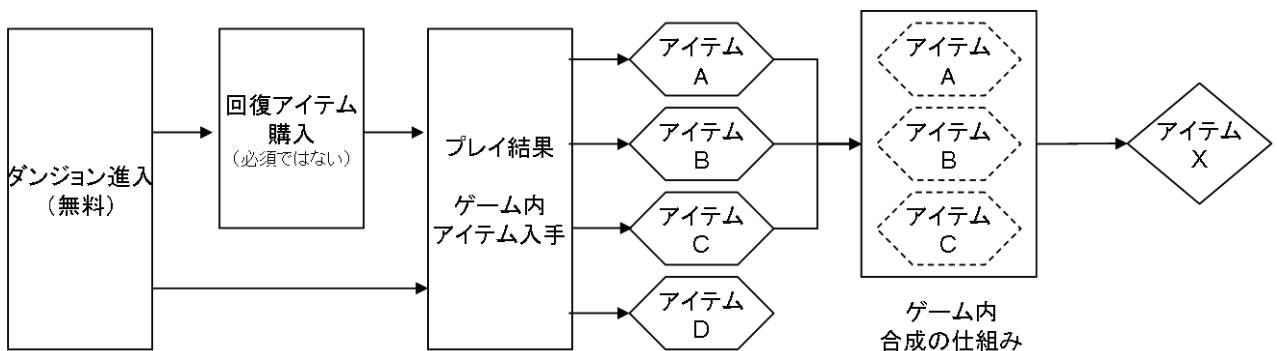 ダンジョン進入
（無料）
回復アイテム
購入
（必須ではない）
プレイ結果
ゲーム内
アイテム入手
アイテム
A
アイテム
B
アイテム
C
アイテム
D
アイテム
A
アイテム
B
アイテム
C
ゲーム内
合成の仕組み
アイテム
X